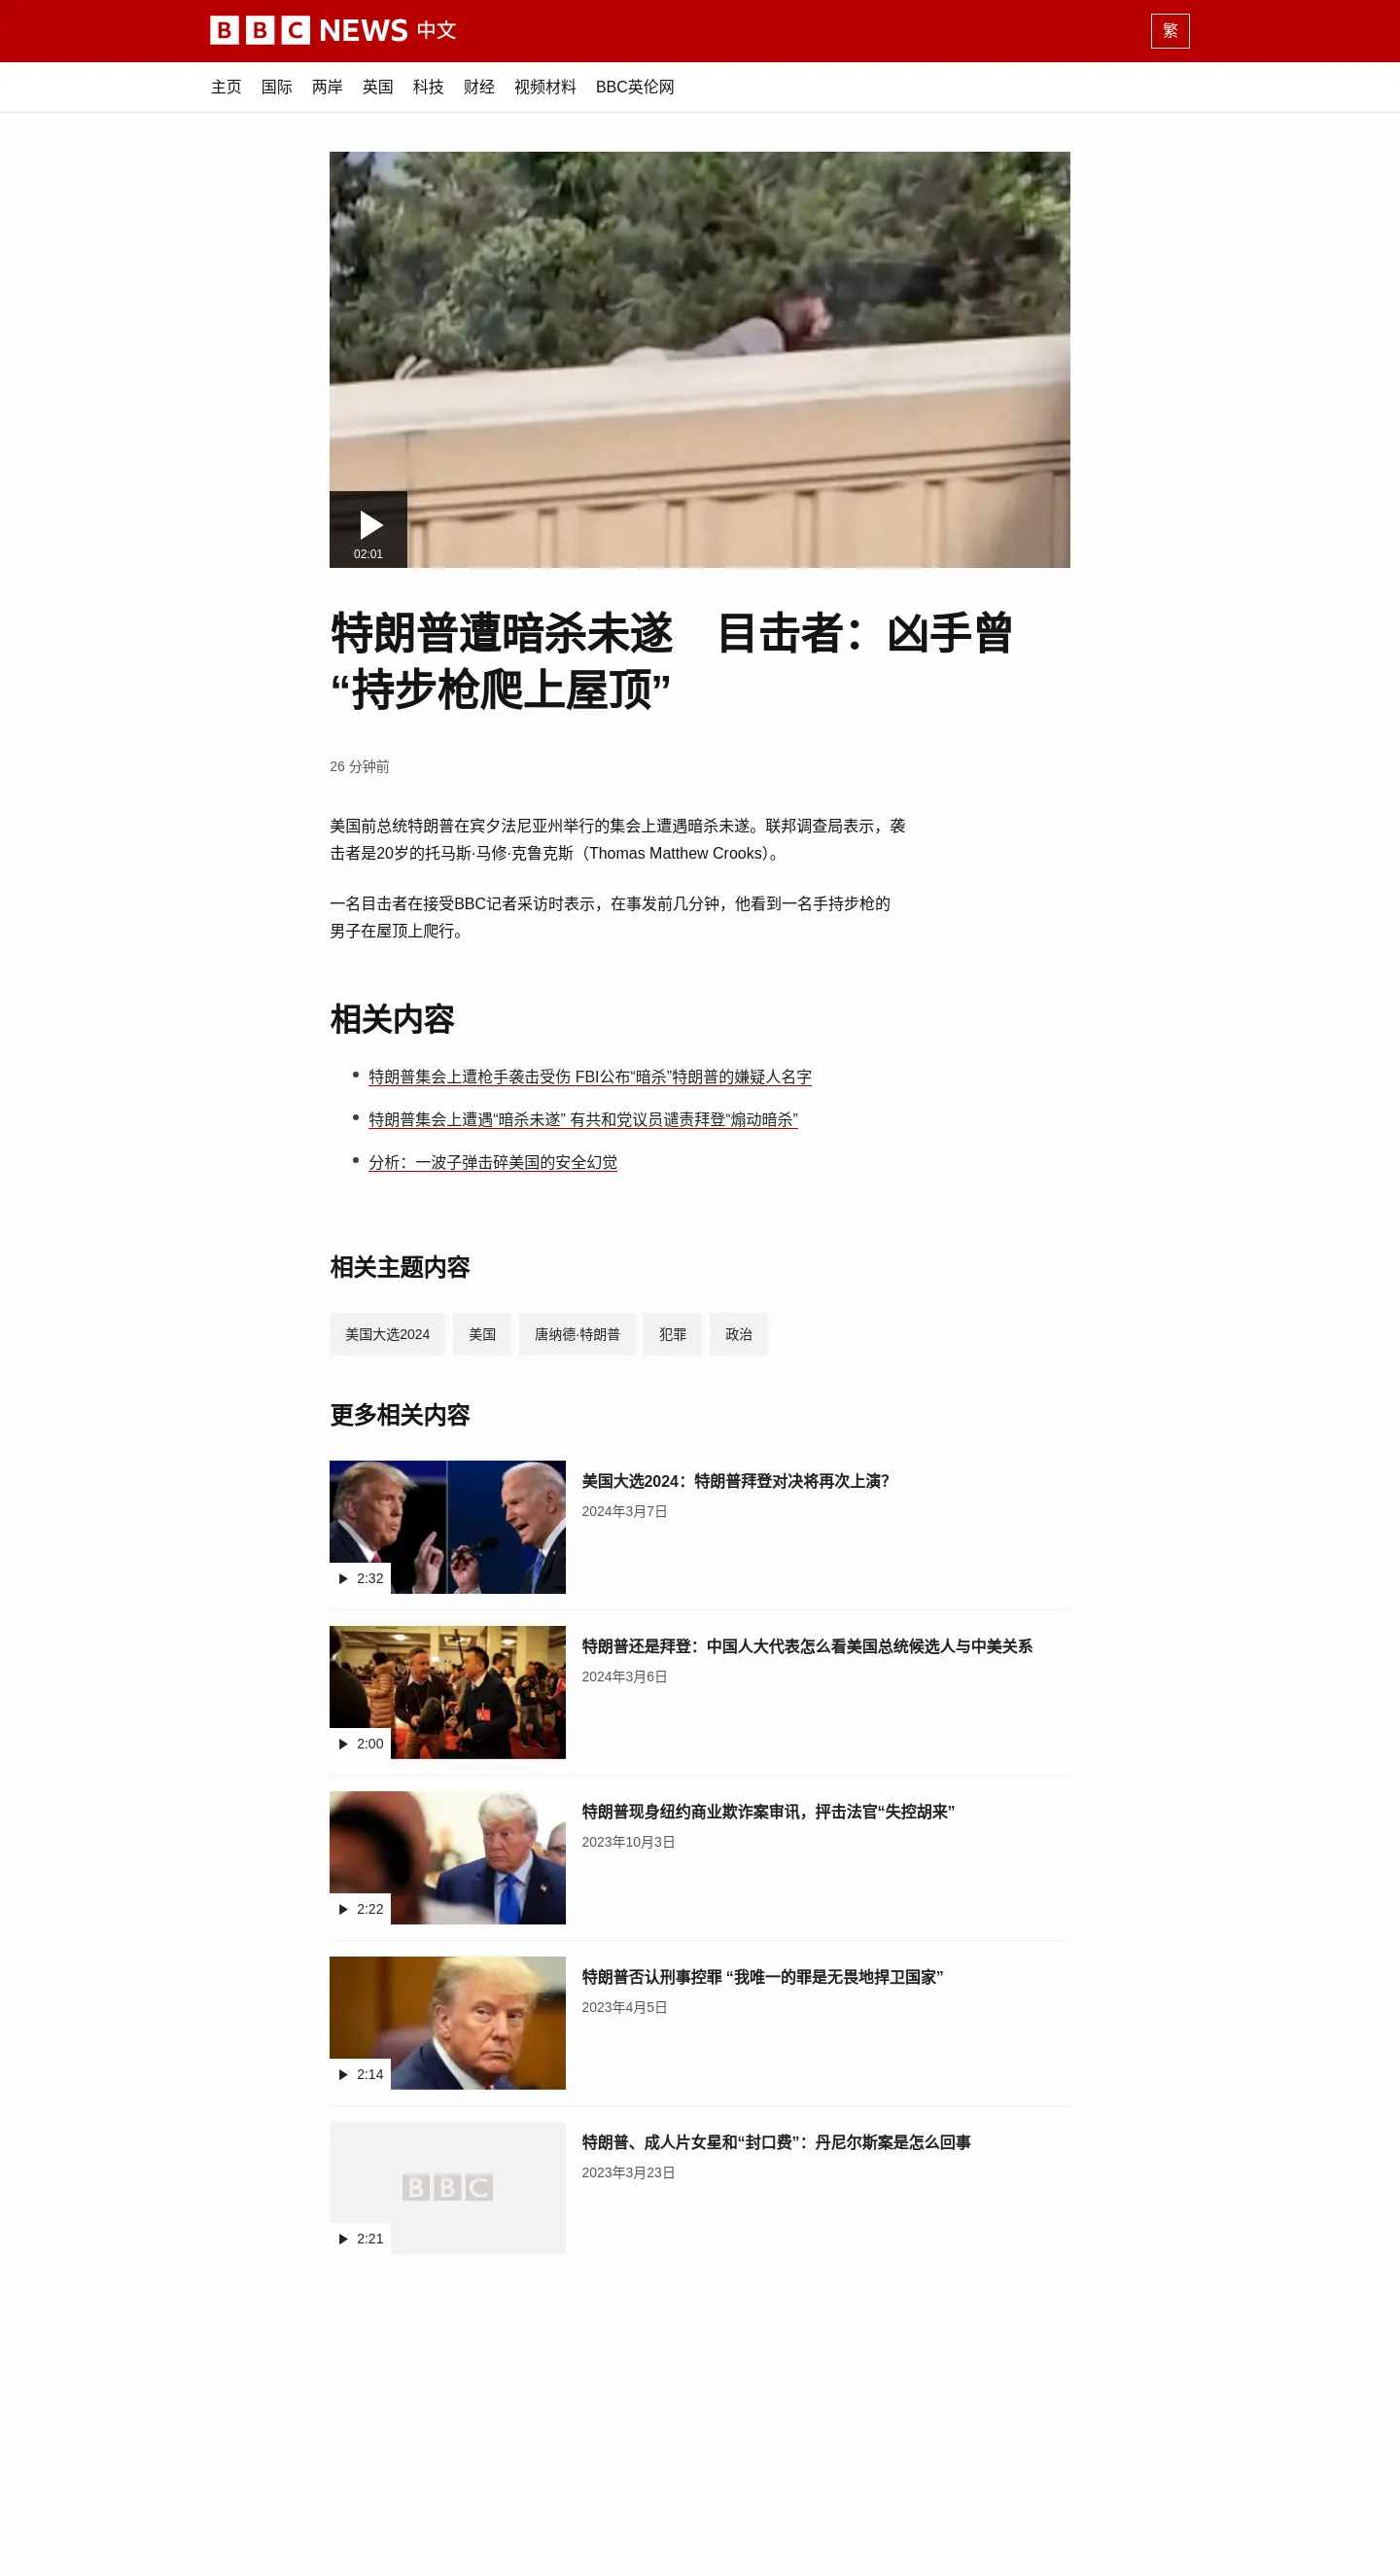 BBC NEWS 中文
繁
主页 国际 两岸 英国 科技 财经 视频材料 BBC英伦网
02:01
特朗普遭暗杀未遂　目击者：凶手曾
“持步枪爬上屋顶”
26 分钟前
美国前总统特朗普在宾夕法尼亚州举行的集会上遭遇暗杀未遂。联邦调查局表示，袭
击者是20岁的托马斯·马修·克鲁克斯（Thomas Matthew Crooks）。
一名目击者在接受BBC记者采访时表示，在事发前几分钟，他看到一名手持步枪的
男子在屋顶上爬行。
相关内容
特朗普集会上遭枪手袭击受伤 FBI公布“暗杀”特朗普的嫌疑人名字
特朗普集会上遭遇“暗杀未遂” 有共和党议员谴责拜登“煽动暗杀”
分析：一波子弹击碎美国的安全幻觉
相关主题内容
美国大选2024 美国 唐纳德·特朗普 犯罪 政治
更多相关内容
美国大选2024：特朗普拜登对决将再次上演？
2024年3月7日
2:32
特朗普还是拜登：中国人大代表怎么看美国总统候选人与中美关系
2024年3月6日
2:00
特朗普现身纽约商业欺诈案审讯，抨击法官“失控胡来”
2023年10月3日
2:22
特朗普否认刑事控罪 “我唯一的罪是无畏地捍卫国家”
2023年4月5日
2:14
特朗普、成人片女星和“封口费”：丹尼尔斯案是怎么回事
2023年3月23日
BBC
2:21